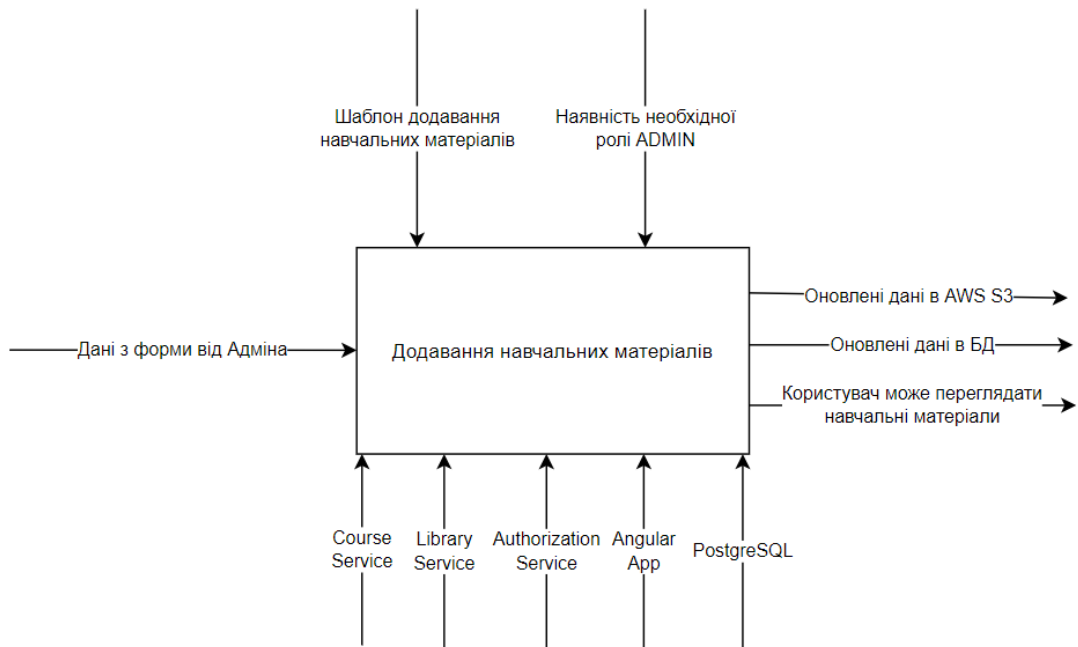 Шаблон додавання
навчальних матеріалів
Наявність необхідної
ролі ADMIN
Оновлені дані в AWS S3
Дані з форми від Адміна
Додавання навчальних матеріалів
Оновлені дані в БД
Користувач може переглядати
навчальні матеріали
Course
Service
Library
Service
Authorization
Service
Angular
App
PostgreSQL